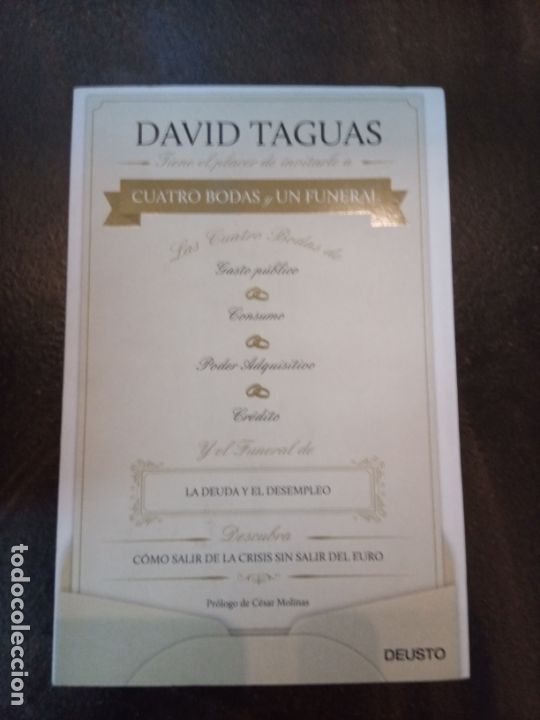 DAVID TAGUAS
Tiene el placer de invitarle a
CUATRO BODAS y UN FUNERAL
Las Cuatro Bodas de
Gasto público
Consumo
Poder Adquisitivo
Crédito
Y el Funeral de
LA DEUDA Y EL DESEMPLEO
Descubra
CÓMO SALIR DE LA CRISIS SIN SALIR DEL EURO
Prólogo de César Molinas
DEUSTO
todocoleccion